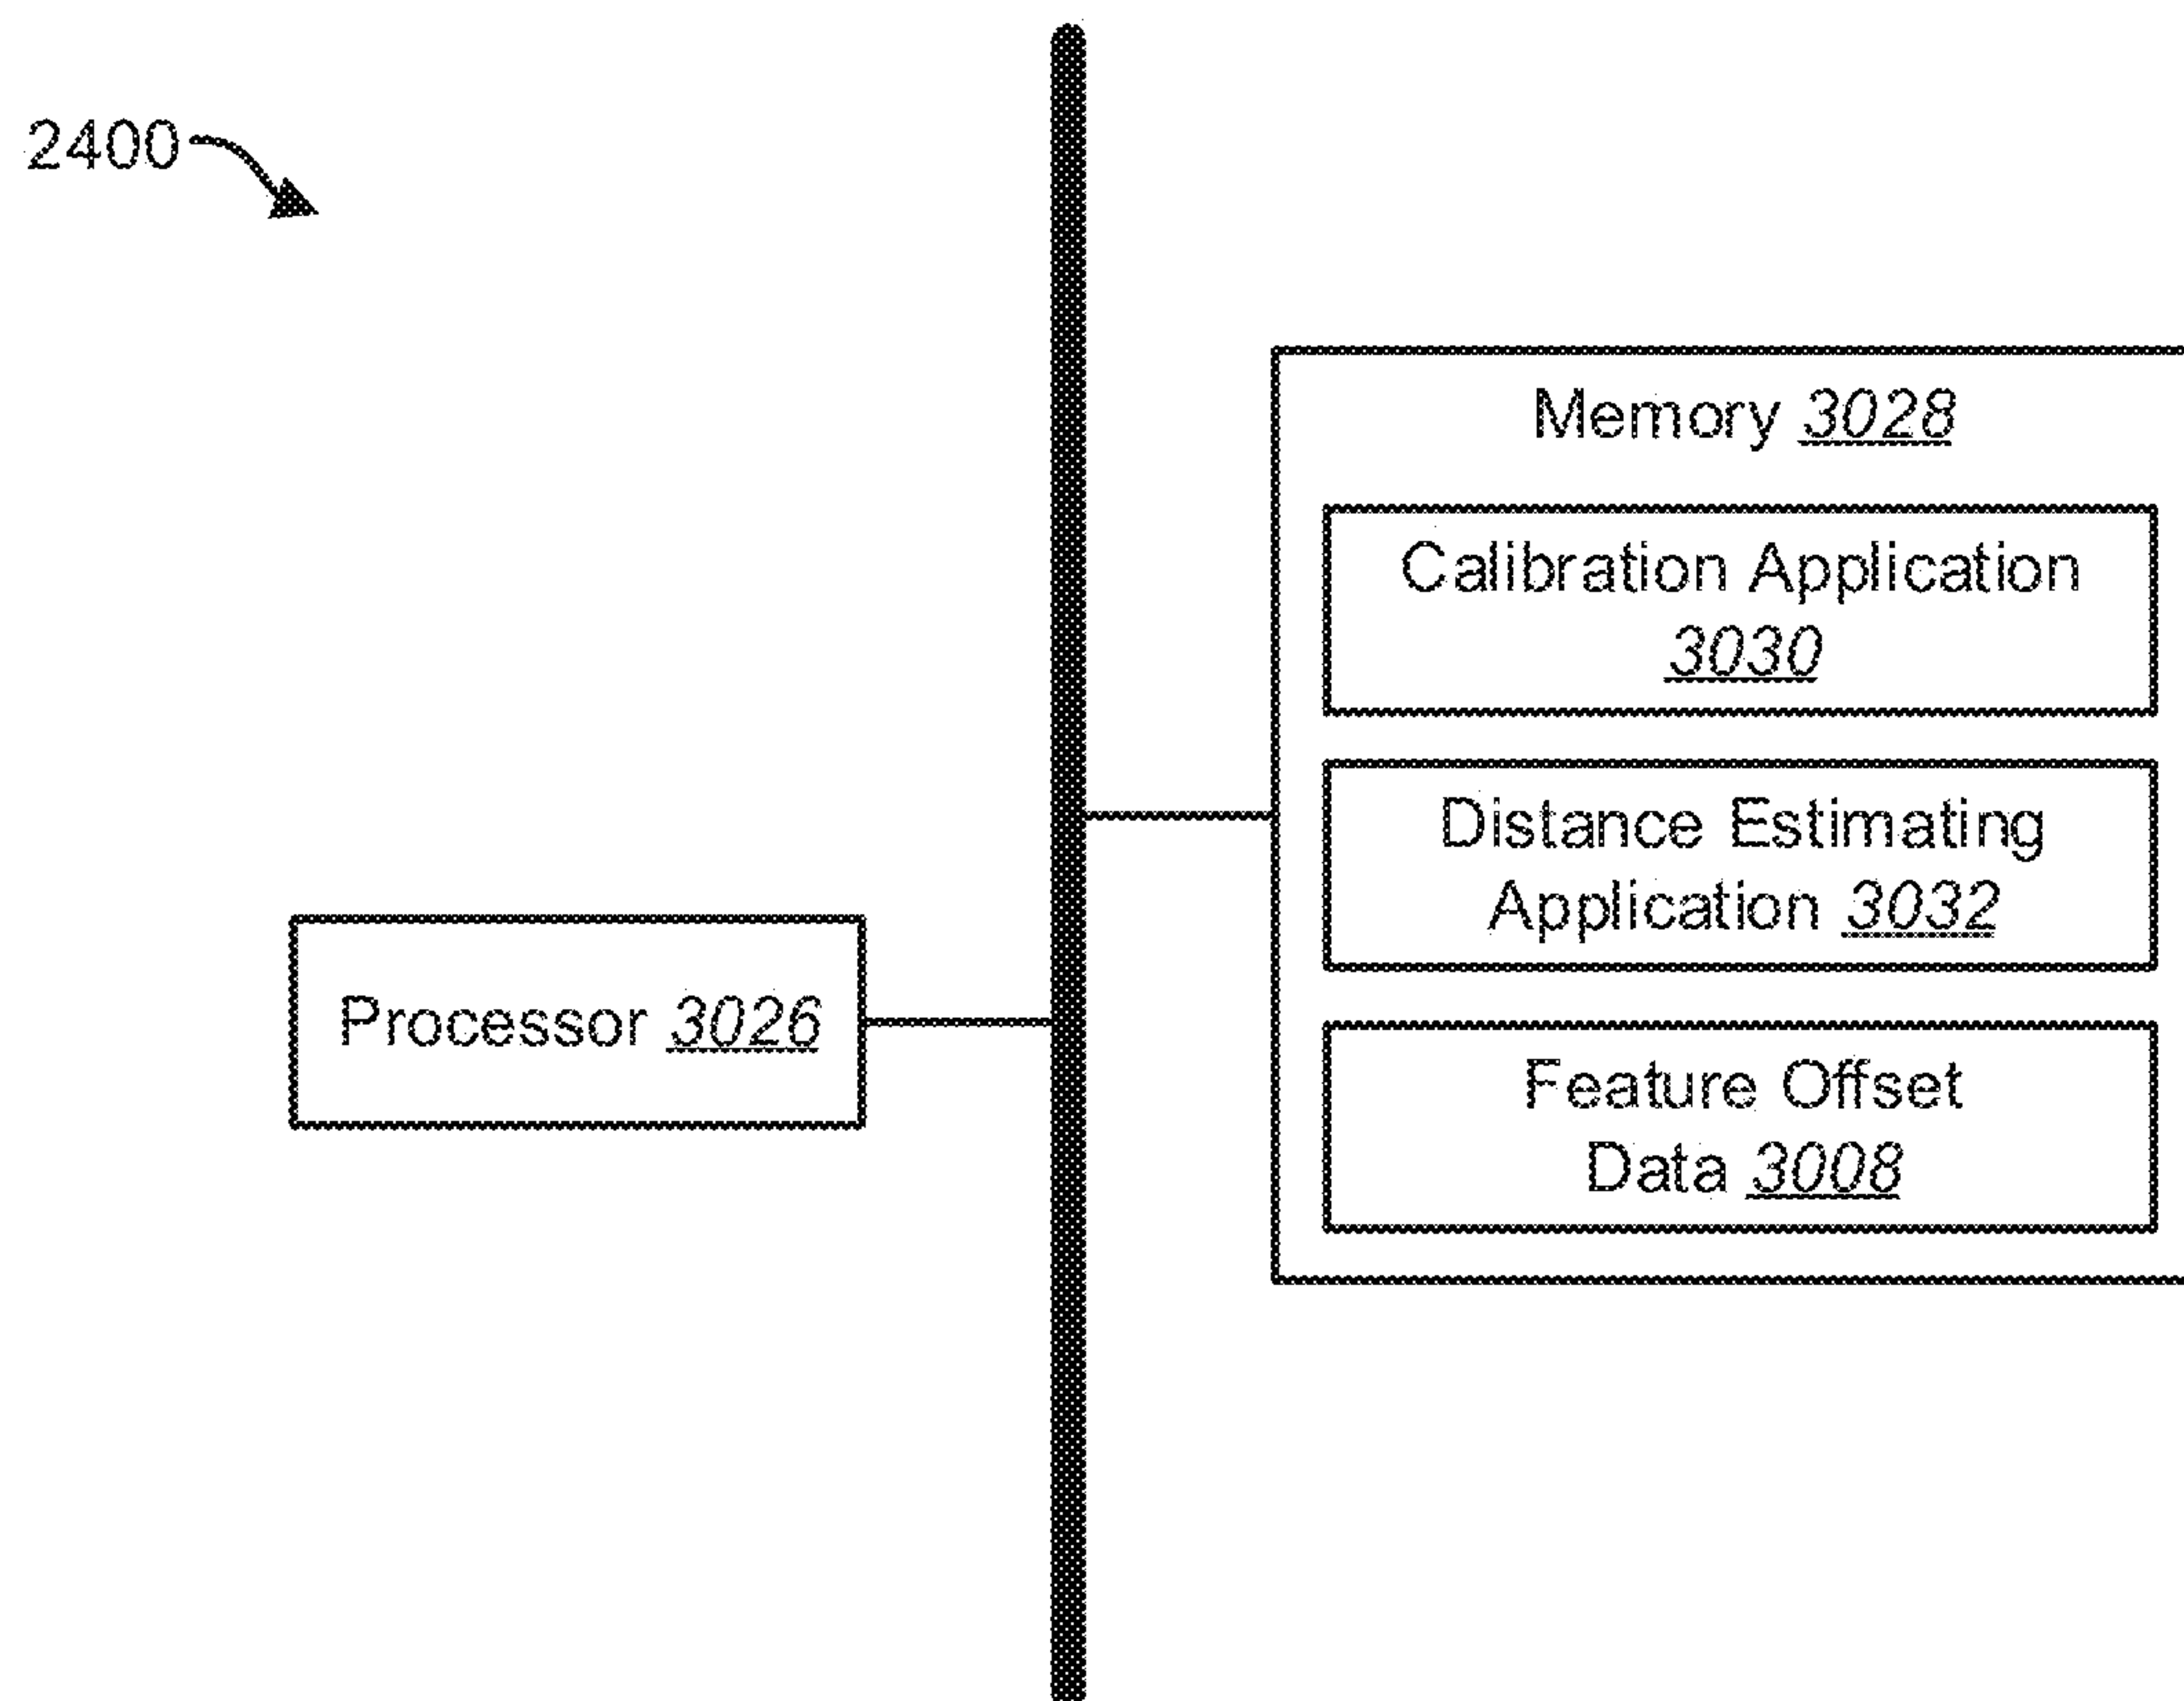 2400
Memory 3028
Calibration Application
3030
Distance Estimating
Application 3032
Processor 3026
Feature Offset
Data 3008